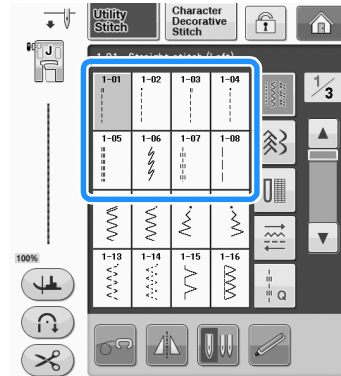 Utility
Stitch
Character
Decorative
Stitch
J
1-01 Straight stitch (Left)
1-01 1-02 1-03 1-04
1/3
1-05 1-06 1-07 1-08
1-13 1-14 1-15 1-16
100%
Q